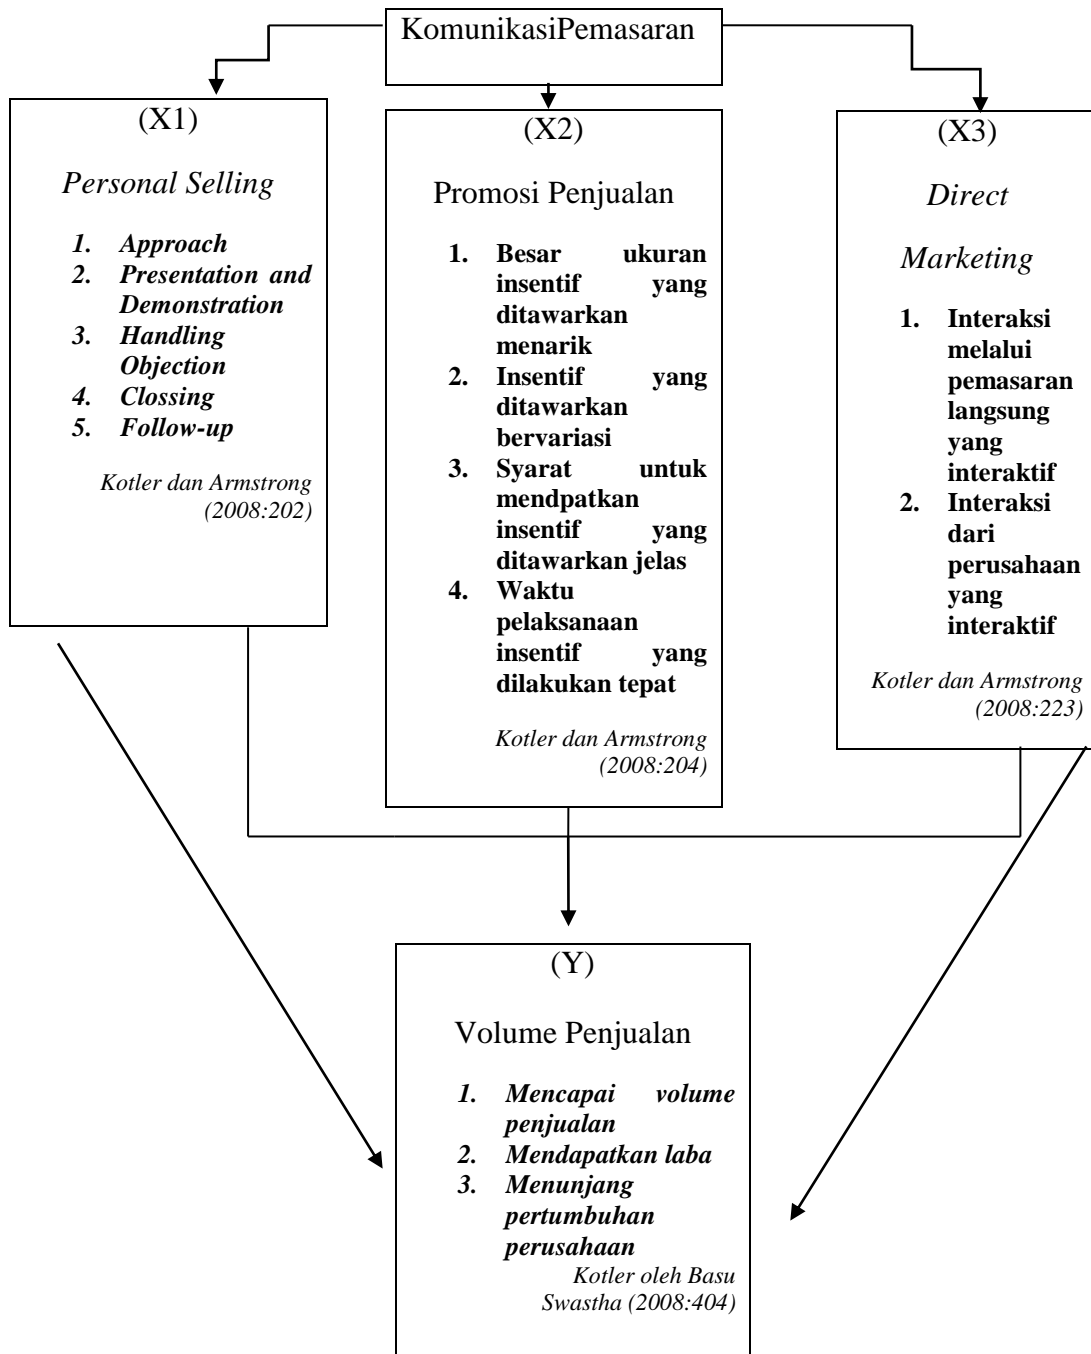 KomunikasiPemasaran
(X1)
Personal Selling
1. Approach
2. Presentation and
Demonstration
3. Handling
Objection
4. Clossing
5. Follow-up
Kotler dan Armstrong
(2008:202)
(X2)
Promosi Penjualan
1. Besar ukuran
insentif yang
ditawarkan
menarik
2. Insentif yang
ditawarkan
bervariasi
3. Syarat untuk
mendpatkan
insentif yang
ditawarkan jelas
4. Waktu
pelaksanaan
insentif yang
dilakukan tepat
Kotler dan Armstrong
(2008:204)
(X3)
Direct
Marketing
1. Interaksi
melalui
pemasaran
langsung
yang
interaktif
2. Interaksi
dari
perusahaan
yang
interaktif
Kotler dan Armstrong
(2008:223)
(Y)
Volume Penjualan
1. Mencapai volume
penjualan
2. Mendapatkan laba
3. Menunjang
pertumbuhan
perusahaan
Kotler oleh Basu
Swastha (2008:404)